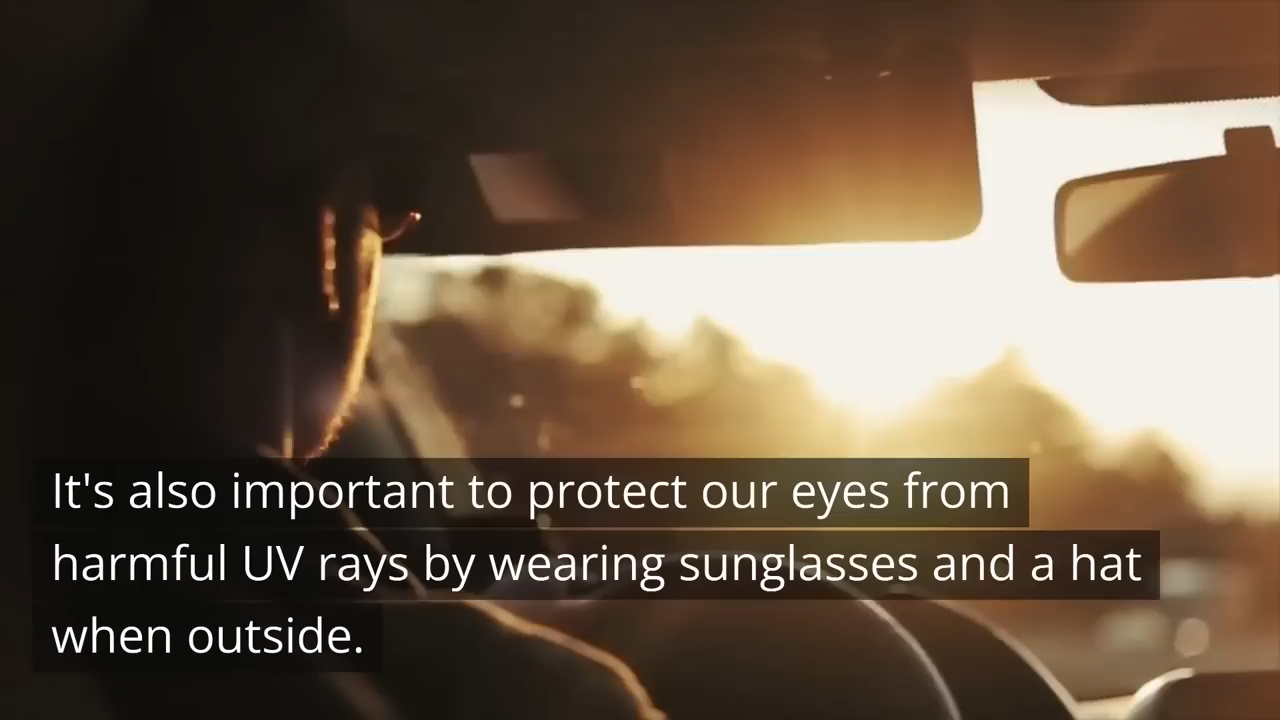 It's also important to protect our eyes from
harmful UV rays by wearing sunglasses and a hat
when outside.